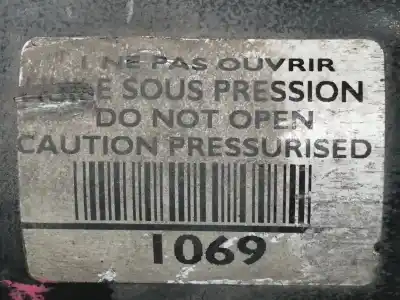 NE PAS OUVRIR
SOUS PRESSION
DO NOT OPEN
CAUTION PRESSURISED
1069